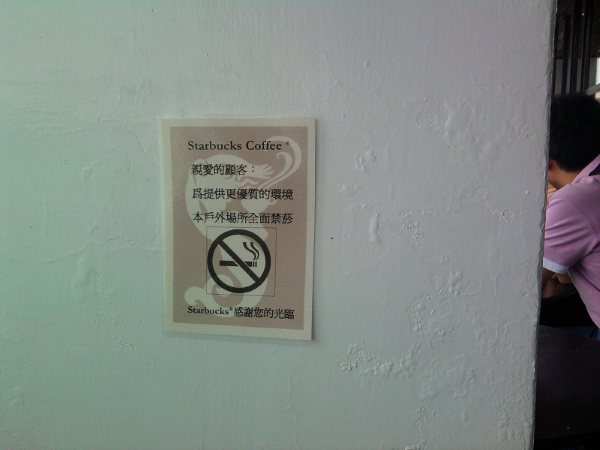 Starbucks Coffee®
親愛的顧客：
爲提供更優質的環境
本戶外場所全面禁菸
Starbucks®感謝您的光臨